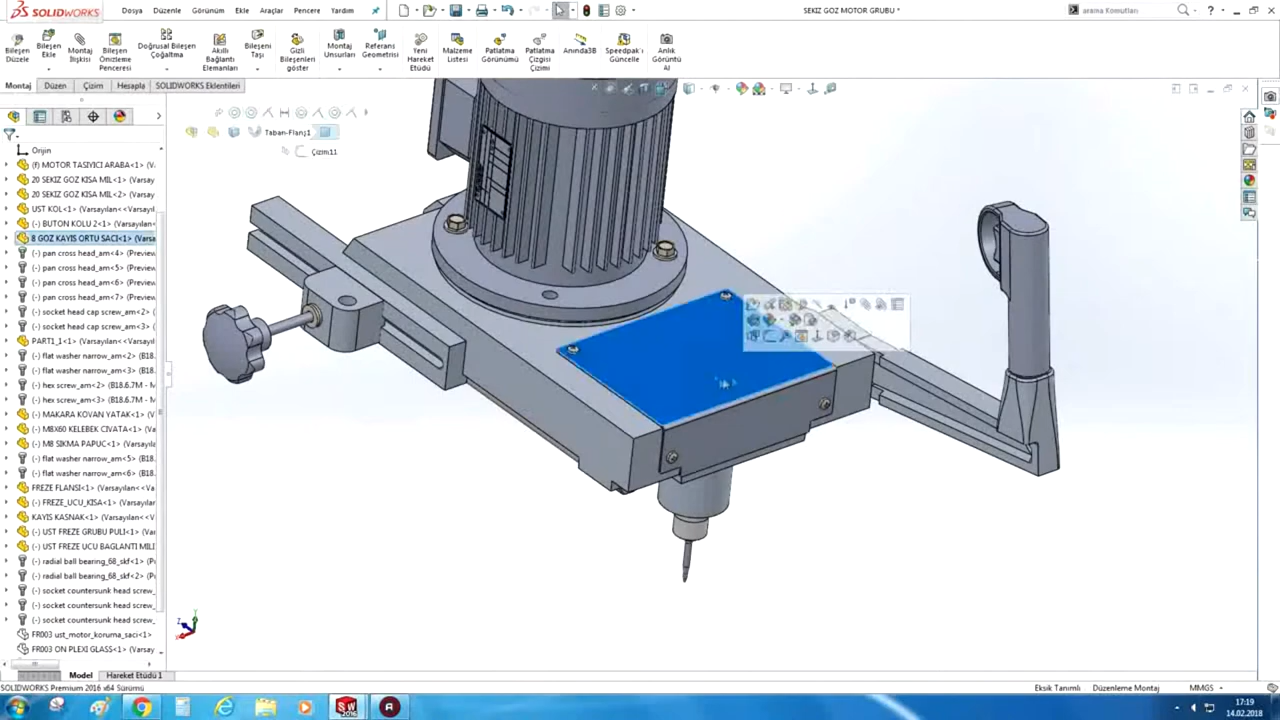 SOLIDWORKS
Dosya Düzenle Görünüm Ekle Araçlar Pencere Yardım
SEKIZ GOZ MOTOR GRUBU *
arama Komutları
Bileşen Düzele
Bileşen Ekle
Montaj İlişkisi
Bileşen Önizleme Penceresi
Doğrusal Bileşen Çoğaltma
Akıllı Bağlantı Elemanları
Bileşeni Taşı
Gizli Bileşenleri göster
Montaj Unsurları
Referans Geometrisi
Yeni Hareket Etüdü
Malzeme Listesi
Patlatma Görünümü
Patlatma Çizgisi Çizimi
Anında3B
Speedpak'i Güncelle
Anlık Görüntü Al
Montaj Düzen Çizim Hesapla SOLIDWORKS Eklentileri
Taban-Flanş1
Çizim11
Orijin
(f) MOTOR TASIYICI ARABA<1> (V
20 SEKIZ GOZ KISA MIL<1> (Varsay
20 SEKIZ GOZ KISA MIL<2> (Varsay
UST KOL<1> (Varsayılan<<Varsayıl
(-) BUTON KOLU 2<1> (Varsayılan<
8 GOZ KAYIS ORTU SACI<1> (Varsa
(-) pan cross head_am<4> (Preview
(-) pan cross head_am<5> (Preview
(-) pan cross head_am<6> (Preview
(-) pan cross head_am<7> (Preview
(-) socket head cap screw_am<2>
(-) socket head cap screw_am<3>
PART1_1<1> (Varsayılan<<Varsayıl
(-) flat washer narrow_am<2> (B18
(-) flat washer narrow_am<3> (B18
(-) hex screw_am<2> (B18.6.7M - M
(-) hex screw_am<3> (B18.6.7M - M
(-) MAKARA KOVAN YATAK<1> (V
(-) M8X60 KELEBEK CIVATA<1> (V
(-) M8 SIKMA PAPUC<1> (Varsayıl
(-) flat washer narrow_am<5> (B18.
(-) flat washer narrow_am<6> (B18.
FREZE FLANSI<1> (Varsayılan<<Va
(-) FREZE_UCU_KISA<1> (Varsayıl
KAYIS KASNAK<1> (Varsayılan<<V
(-) UST FREZE GRUBU PULI<1> (Va
(-) UST FREZE UCU BAGLANTI MILI
(-) radial ball bearing_68_skf<1> (Pr
(-) radial ball bearing_68_skf<2> (Pr
(-) socket countersunk head screw_
(-) socket countersunk head screw_
(-) socket countersunk head screw_
FR003 ust_motor_koruma_saci<1>
FR003 ON PLEXI GLASS<1> (Varsay
Model Hareket Etüdü 1
SOLIDWORKS Premium 2016 x64 Sürümü
Eksik Tanımlı Düzenleme Montaj MMGS
17:19
14.02.2018